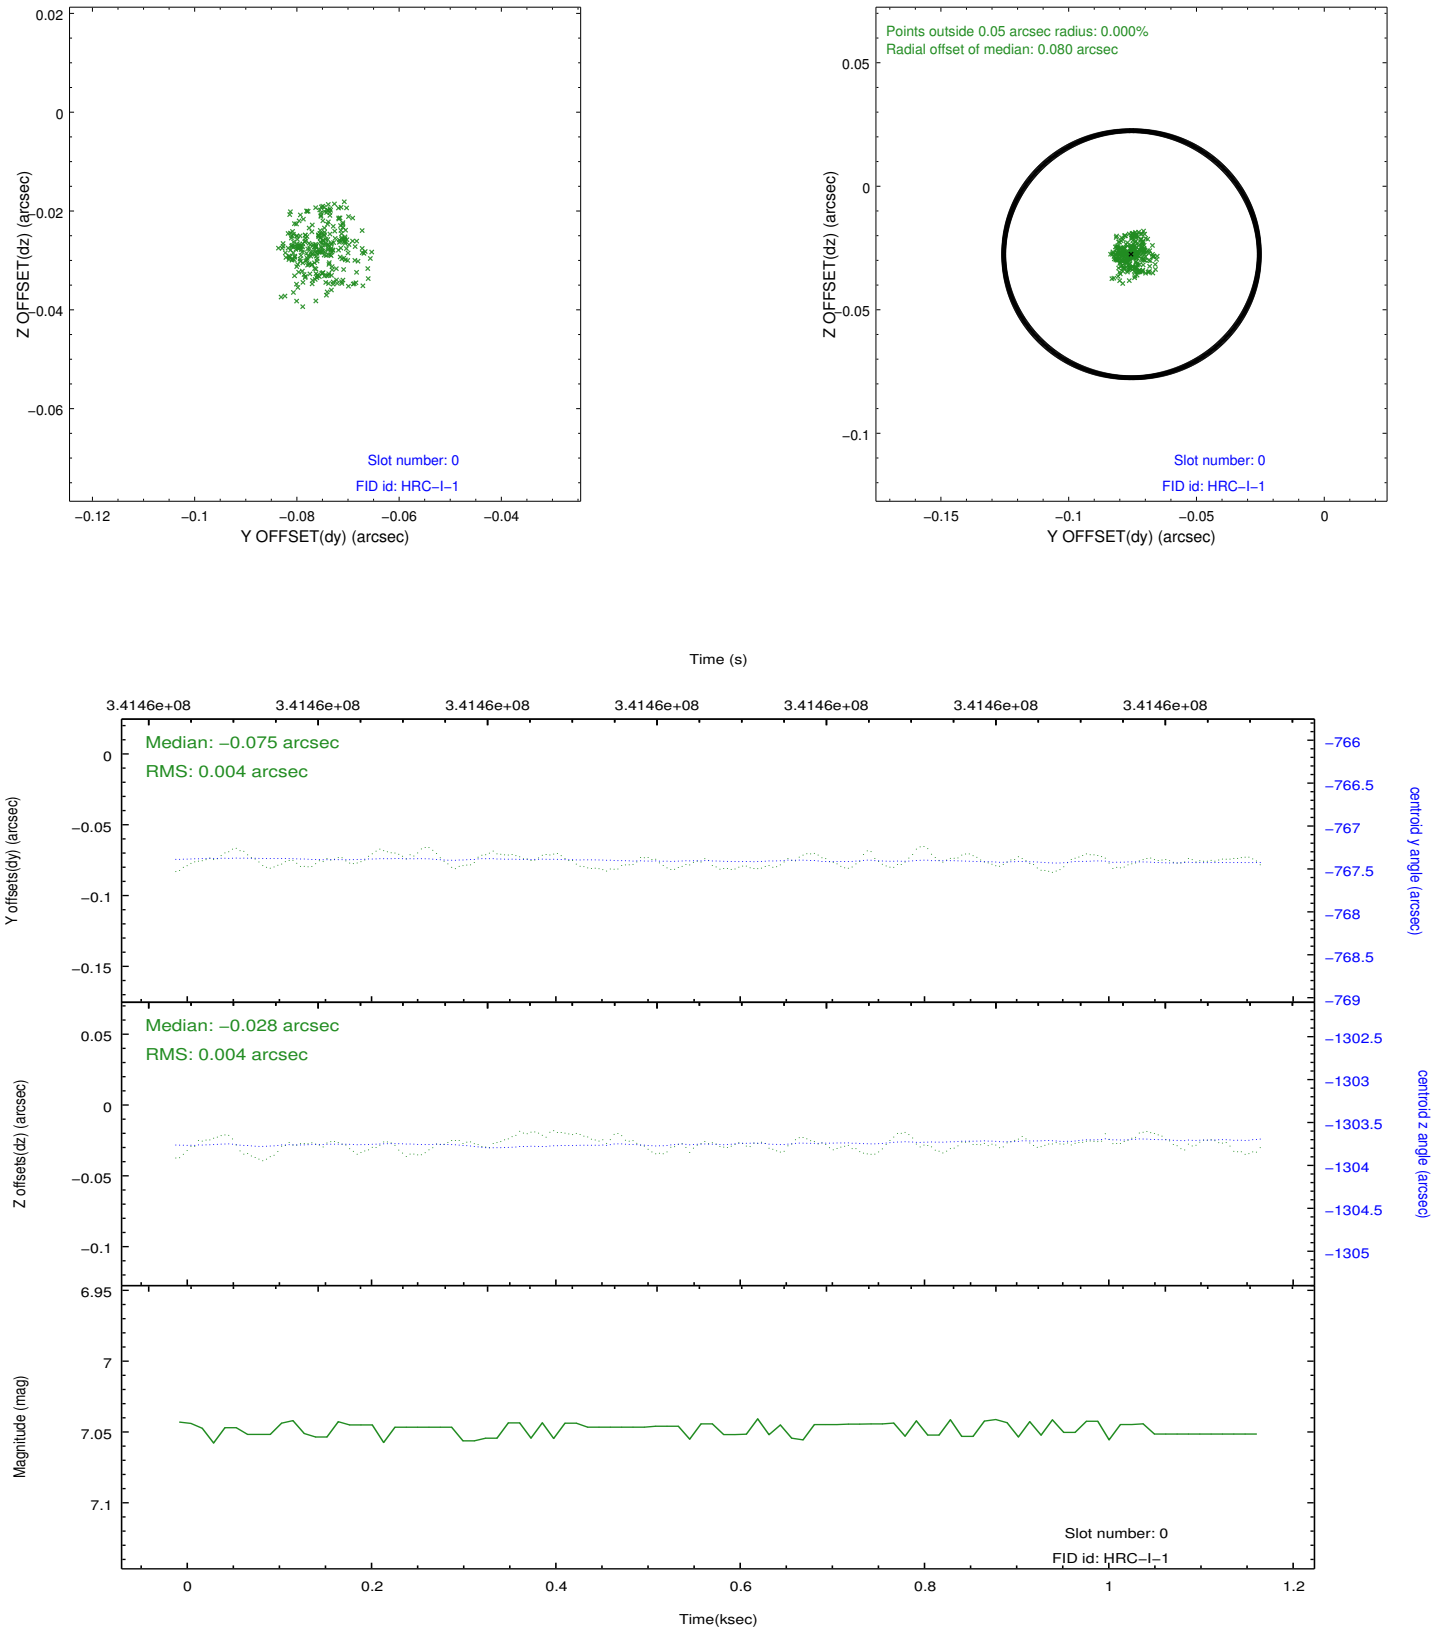 0.02
0
−0.02
−0.04
−0.06
Z OFFSET(dz) (arcsec)
Slot number: 0
FID id: HRC−I−1
−0.12
−0.1
−0.08
−0.06
−0.04
Y OFFSET(dy) (arcsec)
Points outside 0.05 arcsec radius: 0.000%
Radial offset of median: 0.080 arcsec
0.05
0
−0.05
−0.1
Z OFFSET(dz) (arcsec)
Slot number: 0
FID id: HRC−I−1
−0.15
−0.1
−0.05
0
Y OFFSET(dy) (arcsec)
Time (s)
3.4146e+08 3.4146e+08 3.4146e+08 3.4146e+08 3.4146e+08 3.4146e+08 3.4146e+08
Median: −0.075 arcsec
RMS: 0.004 arcsec
0
−0.05
−0.1
−0.15
Y offsets(dy) (arcsec)
−766
−766.5
−767
−767.5
−768
−768.5
−769
centroid y angle (arcsec)
Median: −0.028 arcsec
RMS: 0.004 arcsec
0.05
0
−0.05
−0.1
Z offsets(dz) (arcsec)
−1302.5
−1303
−1303.5
−1304
−1304.5
−1305
centroid z angle (arcsec)
6.95
7
7.05
7.1
Magnitude (mag)
Slot number: 0
FID id: HRC−I−1
0 0.2 0.4 0.6 0.8 1 1.2
Time(ksec)